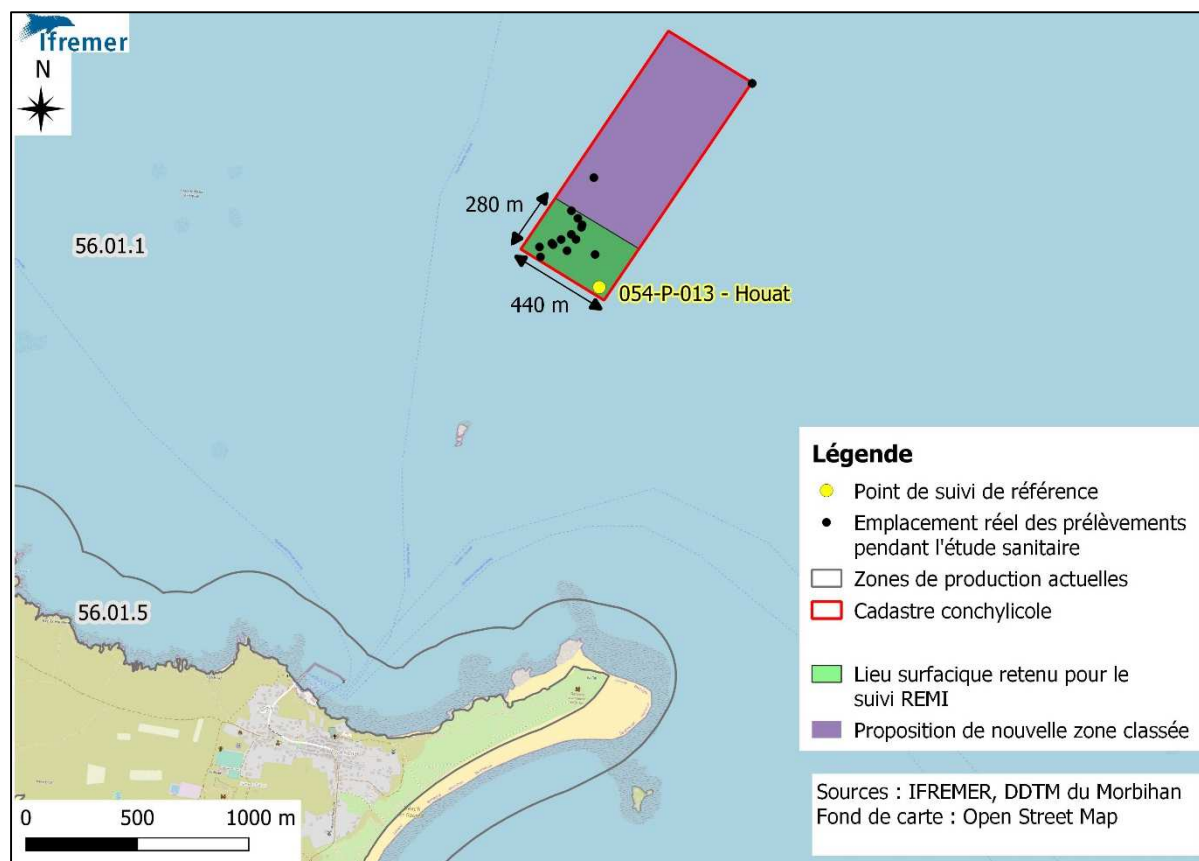 Ifremer
N
280 m
56.01.1
054-P-013 - Houat
440 m
Légende
Point de suivi de référence
Emplacement réel des prélèvements
pendant l'étude sanitaire
Zones de production actuelles
Cadastre conchylicole
56.01.5
Lieu surfacique retenu pour le
suivi REMI
Proposition de nouvelle zone classée
Sources : IFREMER, DDTM du Morbihan
Fond de carte : Open Street Map
0 500 1000 m